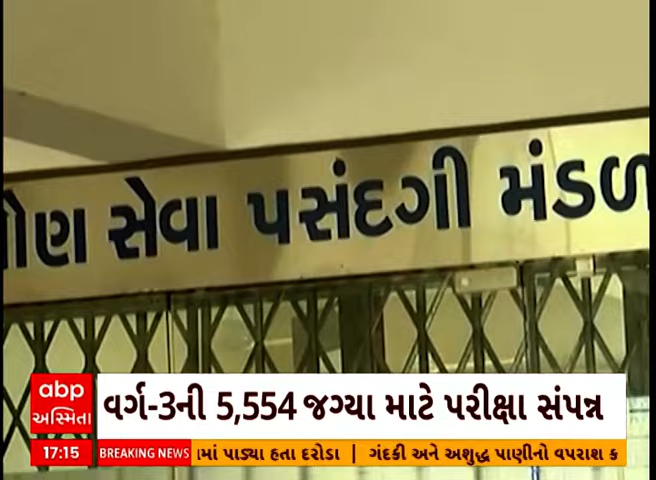 ગૌણ સેવા પસંદગી મંડળ
abp
અસ્મિતા
વર્ગ-3ની 5,554 જગ્યા માટે પરીક્ષા સંપન્ન
17:15
BREAKING NEWS
માં પાડ્યા હતા દરોડા | ગંદકી અને અશુદ્ધ પાણીનો વપરાશ ક